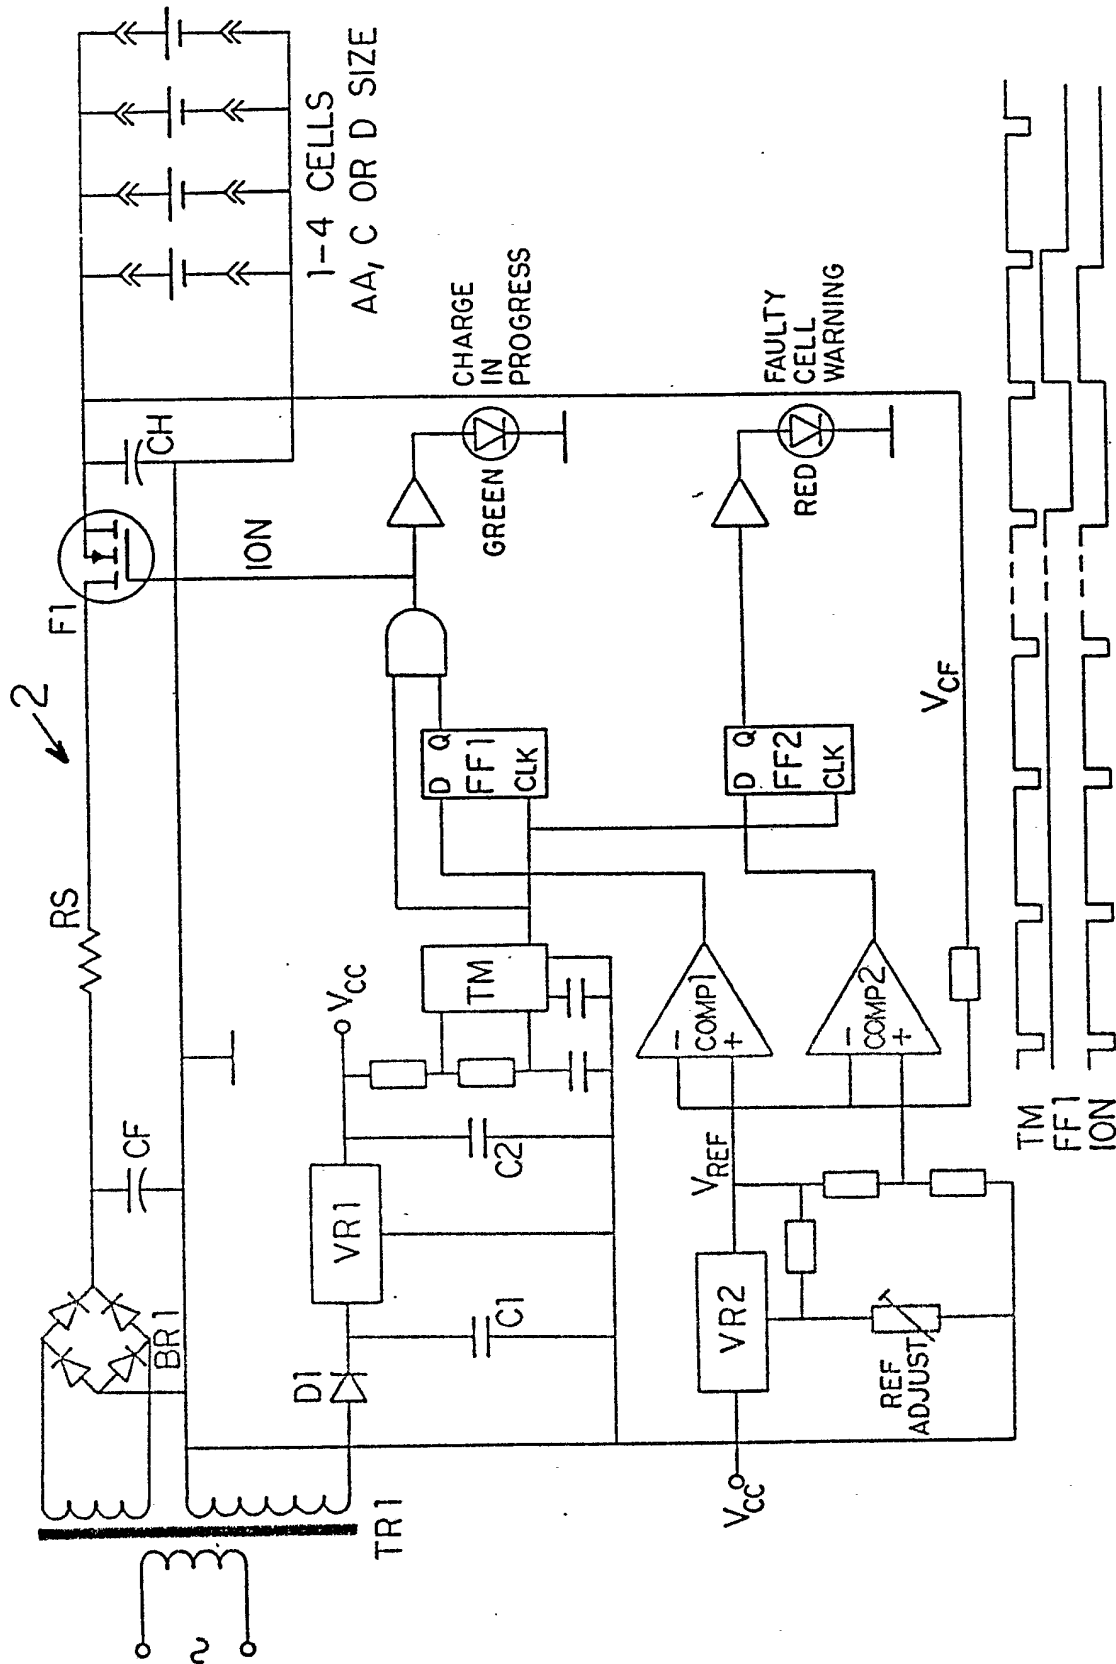 2
F1
RS
CF
BR1
CH
ION
1-4 CELLS
AA, C OR D SIZE
TR1
D1
VR1
C1
C2
VCC
TM
D Q
FF1
CLK
GREEN
CHARGE
IN
PROGRESS
D Q
FF2
CLK
RED
FAULTY
CELL
WARNING
VCC
VR2
VREF
REF
ADJUST
−
COMP1
+
−
COMP2
+
VCF
TM
FF1
ION
~